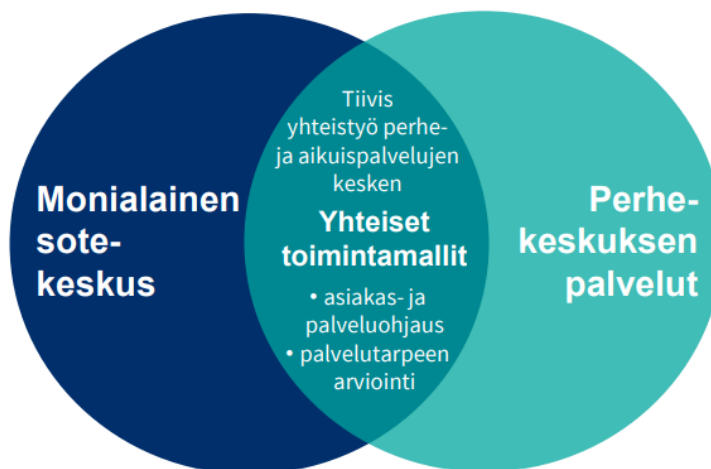 Monialainen
sote-
keskus
Tiivis
yhteistyö perhe-
ja aikuispalvelujen
kesken
Yhteiset
toimintamallit
• asiakas- ja
palveluohjaus
• palvelutarpeen
arviointi
Perhe-
keskuksen
palvelut